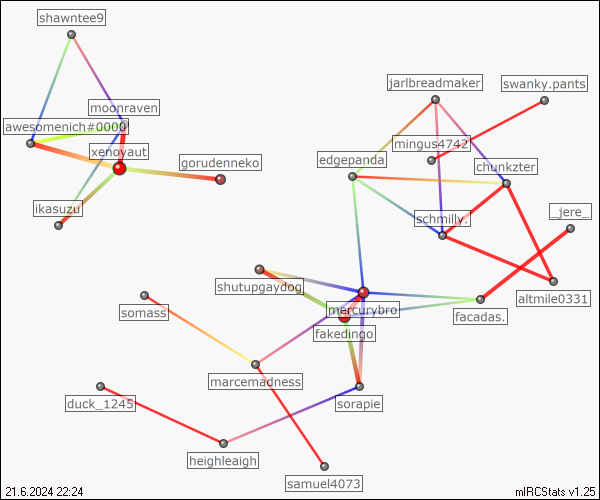 shawntee9
jarlbreadmaker
swanky.pants
moonraven
awesomenich#0000
mingus4742
xenoyaut
gorudenneko
edgepanda
chunkzter
ikasuzu
schmilly.
_jere_
shutupgaydog
altmile0331
somass
mercurybro
facadas.
fakedingo
marcemadness
duck_1245
sorapie
heighleaigh
samuel4073
21.6.2024 22:24
mIRCStats v1.25